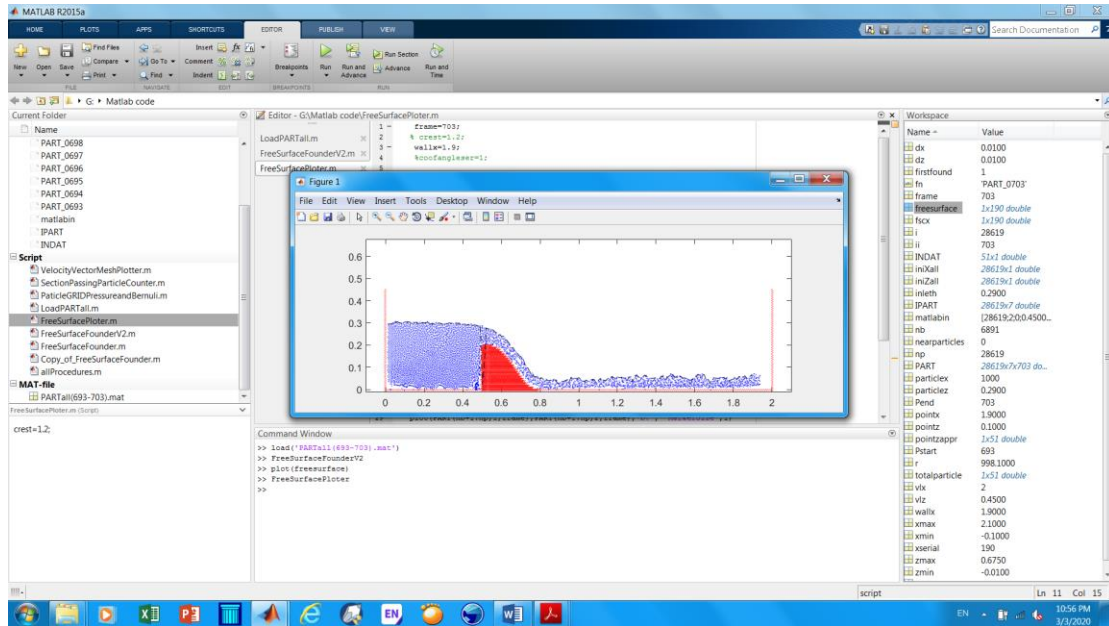 MATLAB R2015a
HOME PLOTS APPS SHORTCUTS EDITOR PUBLISH VIEW
Search Documentation
New Open Save Find Files Compare Print
Go To Find
Insert Comment Indent
Breakpoints Run Run and Advance Run Section Advance Run and Time
FILE NAVIGATE EDIT BREAKPOINTS RUN
G: Matlab code
Current Folder
Name
PART_0698
PART_0697
PART_0696
PART_0695
PART_0694
PART_0693
matlabin
IPART
INDAT
Script
VelocityVectorMeshPlotter.m
SectionPassingParticleCounter.m
PaticleGRIDPressureandBernuli.m
LoadPARTall.m
FreeSurfacePloter.m
FreeSurfaceFounderV2.m
FreeSurfaceFounder.m
Copy_of_FreeSurfaceFounder.m
allProcedures.m
MAT-file
PARTall(693-703).mat
FreeSurfacePloter.m (Script)
crest=1.2;
Editor - G:\Matlab code\FreeSurfacePloter.m
LoadPARTall.m
FreeSurfaceFounderV2.m
FreeSurfacePloter.m
1 frame=703;
2 % crest=1.2;
3 wallx=1.9;
4 %coofangleser=1;
5
Figure 1
File Edit View Insert Tools Desktop Window Help
0.6
0.5
0.4
0.3
0.2
0.1
0
0 0.2 0.4 0.6 0.8 1 1.2 1.4 1.6 1.8 2
Command Window
>> load('PARTall(693-703).mat')
>> FreeSurfaceFounderV2
>> plot(freesurface)
>> FreeSurfacePloter
>>
Workspace
Name Value
dx 0.0100
dz 0.0100
firstfound 1
fn 'PART_0703'
frame 703
freesurface 1x190 double
fscx 1x190 double
i 28619
ii 703
INDAT 51x1 double
iniXall 28619x1 double
iniZall 28619x1 double
inleth 0.2900
IPART 28619x7 double
matlabin [28619;2;0;0.4500...
nb 6891
nearparticles 0
np 28619
PART 28619x7x703 do...
particlex 1000
particlez 0.2900
Pend 703
pointx 1.9000
pointz 0.1000
pointzappr 1x51 double
Pstart 693
r 998.1000
totalparticle 1x51 double
vlx 2
vlz 0.4500
wallx 1.9000
xmax 2.1000
xmin -0.1000
xserial 190
zmax 0.6750
zmin -0.0100
script Ln 11 Col 15
EN
EN
10:56 PM
3/3/2020